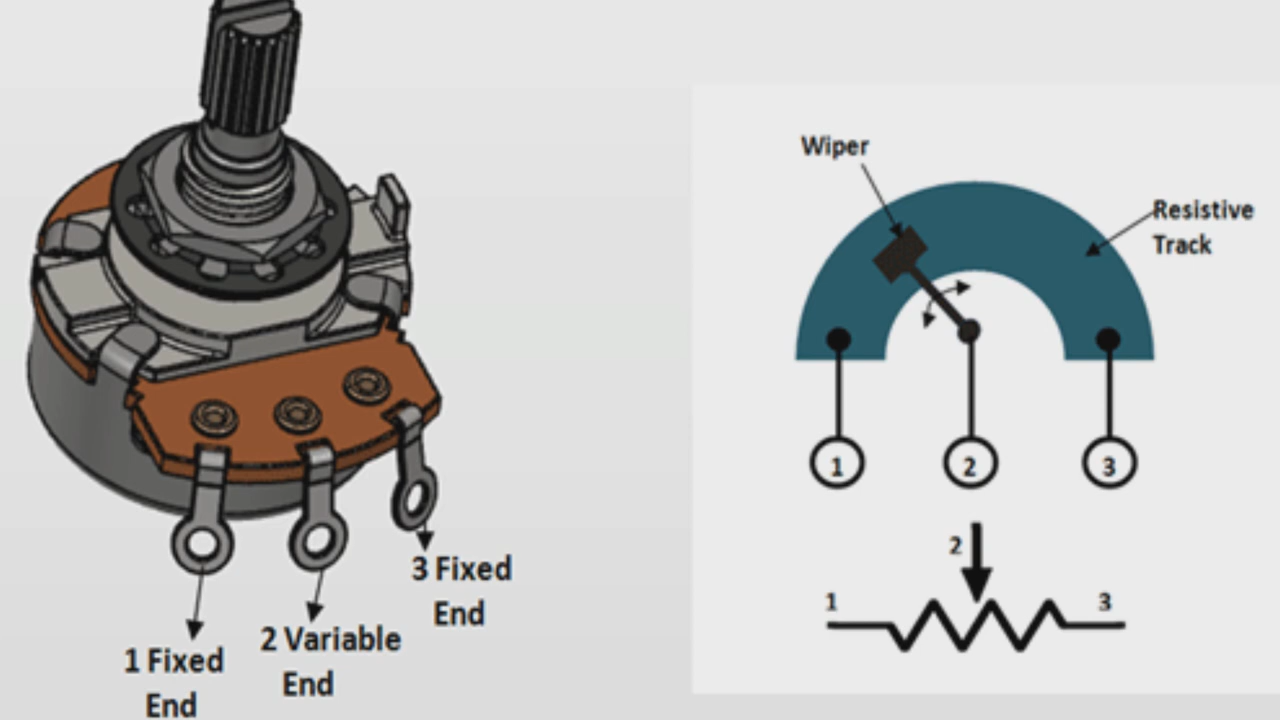 Wiper
Resistive
Track
1
2
3
2
1
3
3 Fixed
End
2 Variable
End
1 Fixed
End